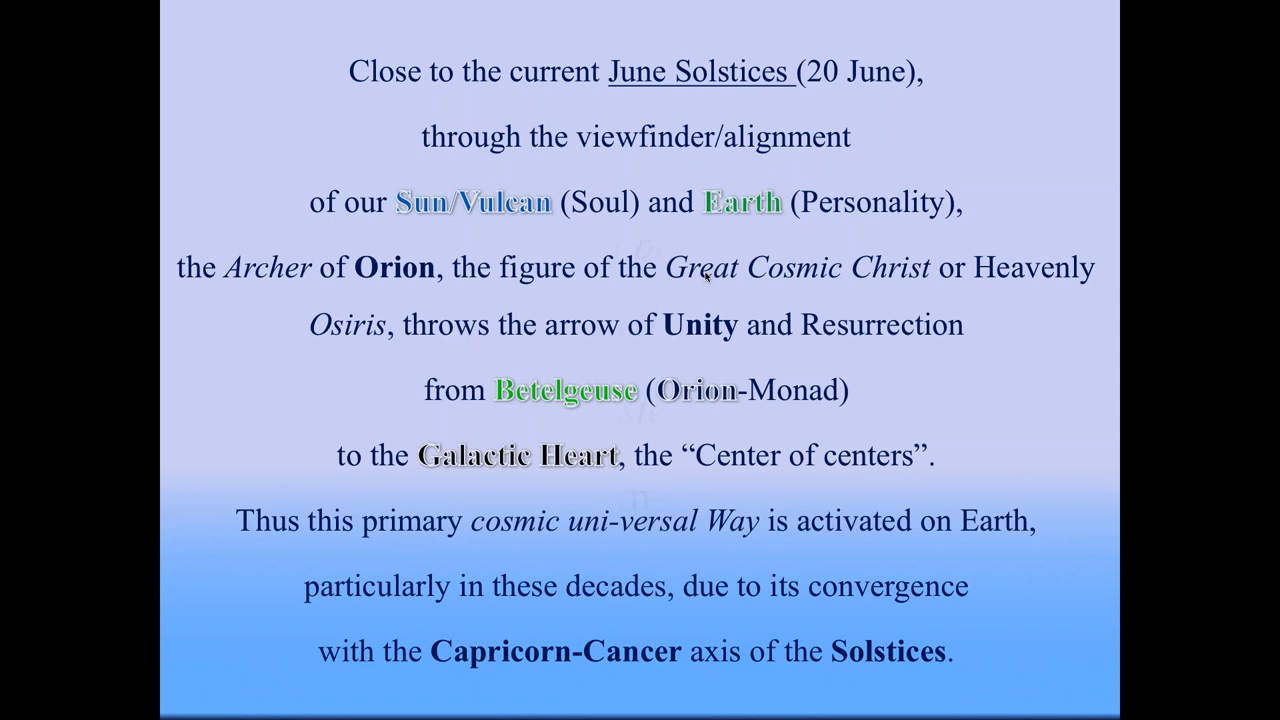 Close to the current June Solstices (20 June),
through the viewfinder/alignment
of our Sun/Vulcan (Soul) and Earth (Personality),
the Archer of Orion, the figure of the Great Cosmic Christ or Heavenly
Osiris, throws the arrow of Unity and Resurrection
from Betelgeuse (Orion-Monad)
to the Galactic Heart, the “Center of centers”.
Thus this primary cosmic uni-versal Way is activated on Earth,
particularly in these decades, due to its convergence
with the Capricorn-Cancer axis of the Solstices.